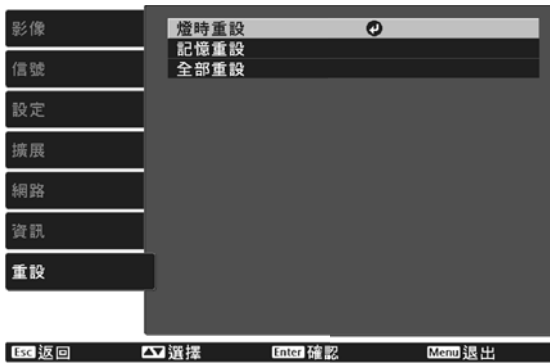 影像
信號
設定
擴展
網路
資訊
重設
燈時重設
記憶重設
全部重設
Esc 返回 選擇 Enter 確認 Menu 退出